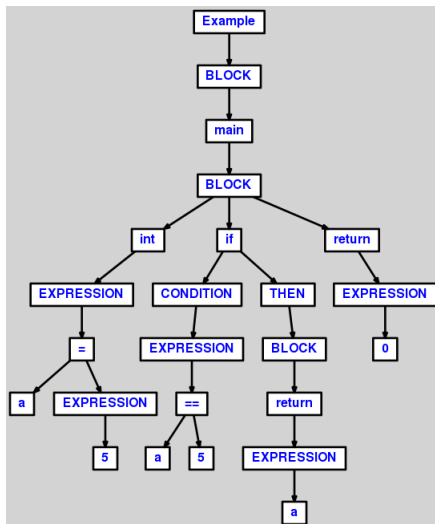 Example
BLOCK
main
BLOCK
int if return
EXPRESSION CONDITION THEN EXPRESSION
= EXPRESSION BLOCK 0
a EXPRESSION == return
5 a 5 EXPRESSION
a